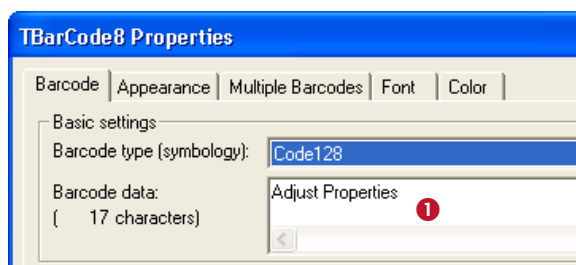 TBarCode8 Properties
Barcode Appearance Multiple Barcodes Font Color
Basic settings
Barcode type (symbology): Code128
Barcode data: Adjust Properties
1
( 17 characters)